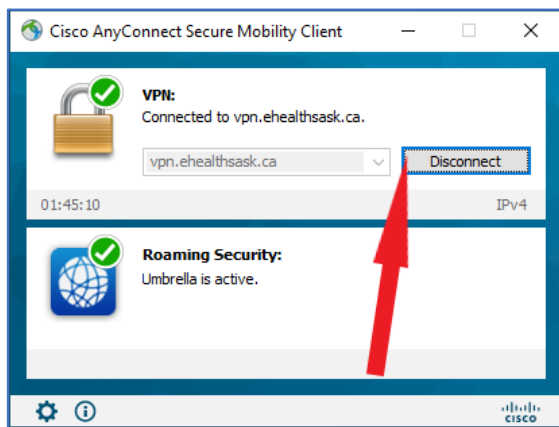 Cisco AnyConnect Secure Mobility Client
VPN:
Connected to vpn.ehealthsask.ca.
vpn.ehealthsask.ca
Disconnect
01:45:10
IPv4
Roaming Security:
Umbrella is active.
CISCO